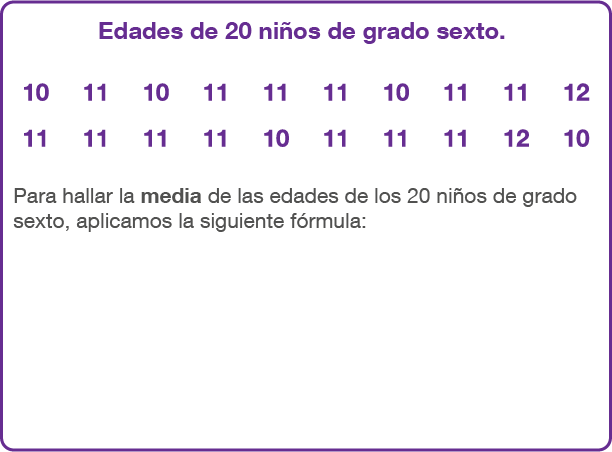 Edades de 20 niños de grado sexto.
10 11 10 11 11 11 10 11 11 12
11 11 11 11 10 11 11 11 12 10
Para hallar la media de las edades de los 20 niños de grado
sexto, aplicamos la siguiente fórmula: